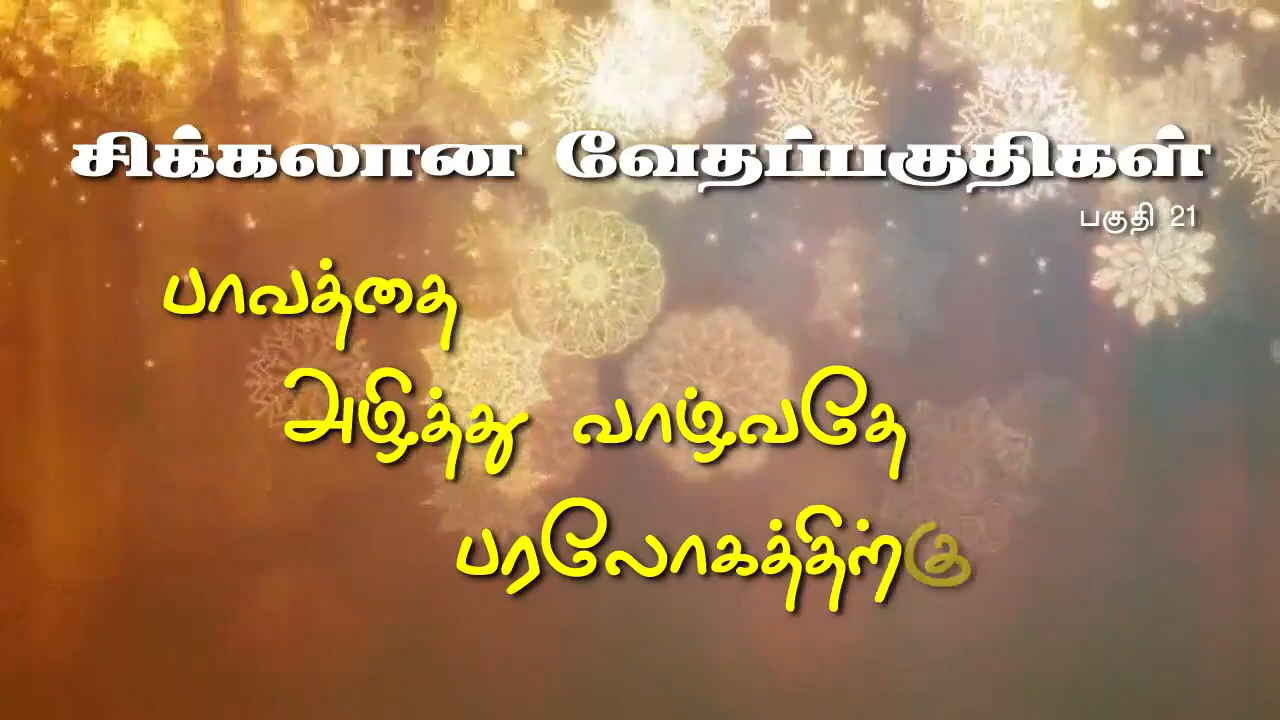 சிக்கலான வேதப்பகுதிகள்
பகுதி 21
பாவத்தை
அழித்து வாழ்வதே
பரலோகத்திற்கு